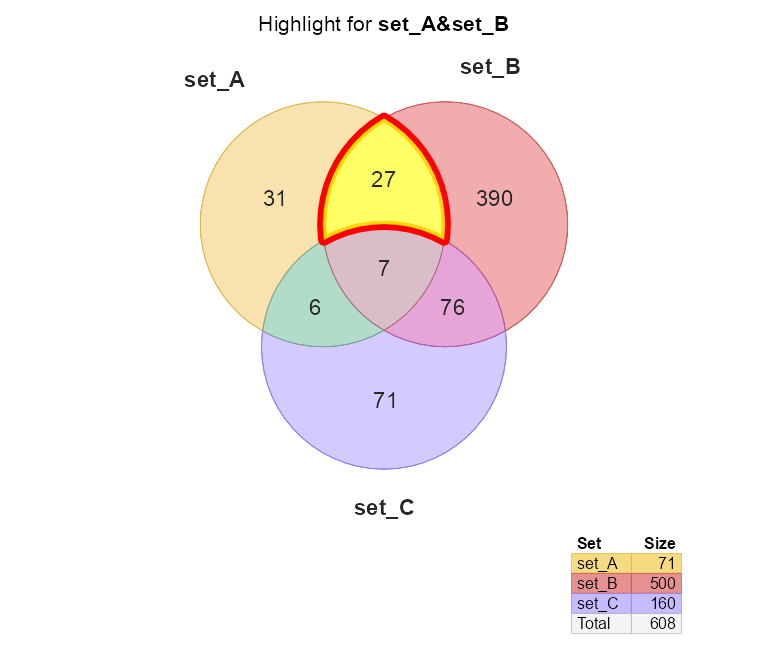 Highlight for set_A&set_B
set_A
set_B
31
27
390
7
6
76
71
set_C
Set Size
set_A 71
set_B 500
set_C 160
Total 608